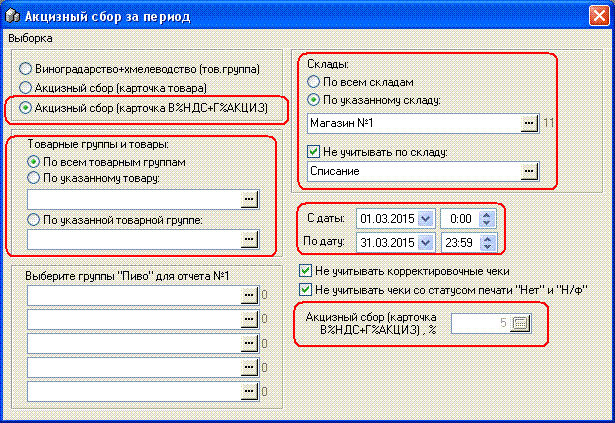 Акцизный сбор за период
Выборка
Виноградарство+хмелеводство (тов.группа)
Акцизный сбор (карточка товара)
Акцизный сбор (карточка В%НДС+Г%АКЦИЗ)
Товарные группы и товары:
По всем товарным группам
По указанному товару:
...
По указанной товарной группе:
...
Выберите группы "Пиво" для отчета №1
... 0
... 0
... 0
... 0
... 0
Склады:
По всем складам
По указанному складу:
Магазин №1 ... 11
Не учитывать по складу:
Списание ...
С даты: 01.03.2015 0:00
По дату: 31.03.2015 23:59
Не учитывать корректировочные чеки
Не учитывать чеки со статусом печати "Нет" и "Н/ф"
Акцизный сбор (карточка
В%НДС+Г%АКЦИЗ) , % 5